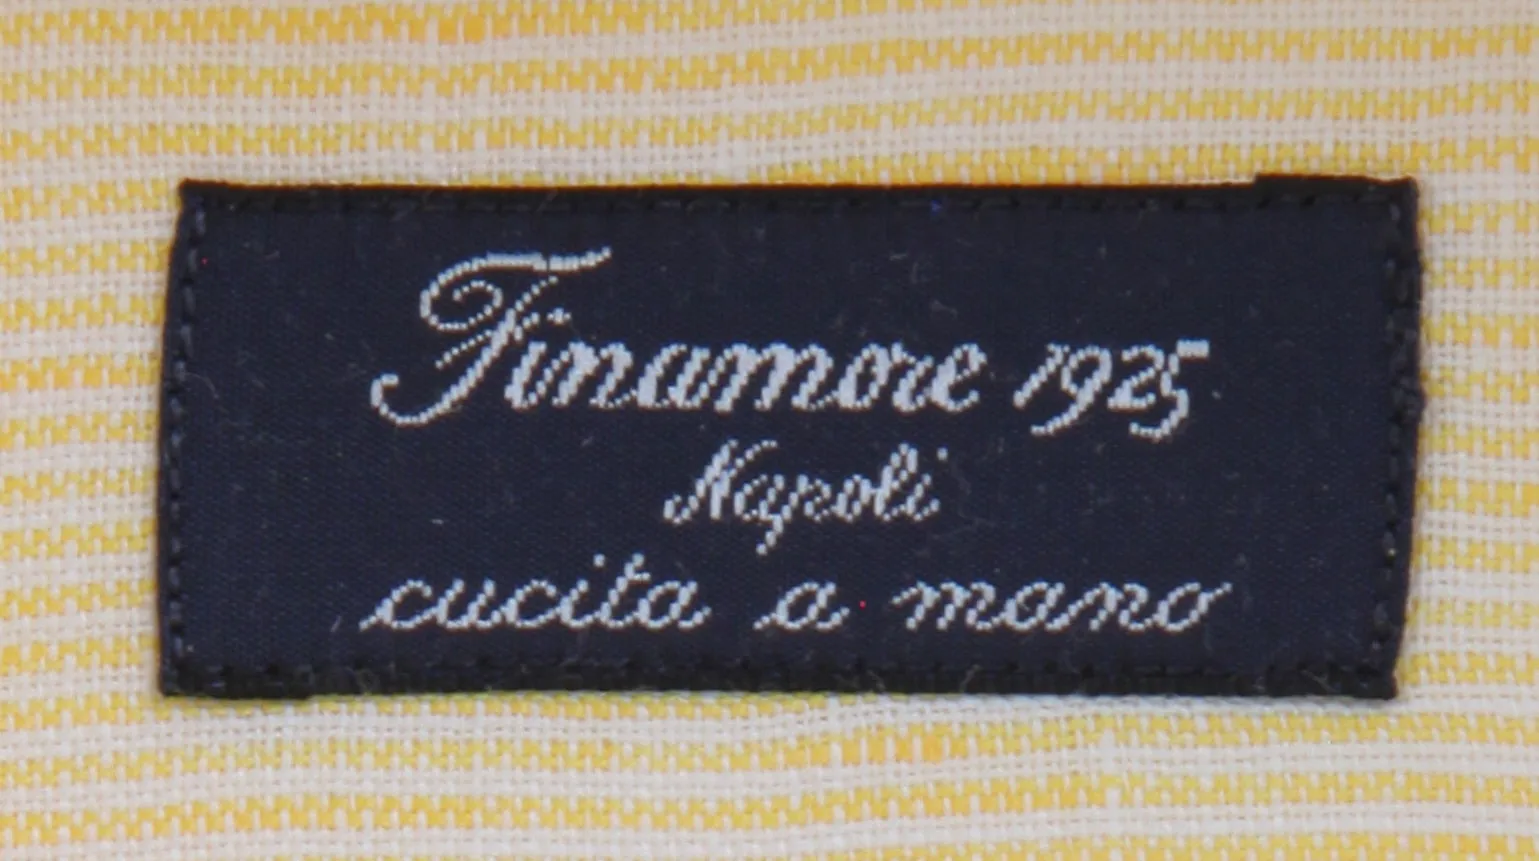 Finamore 1925
Napoli
cucita a mano